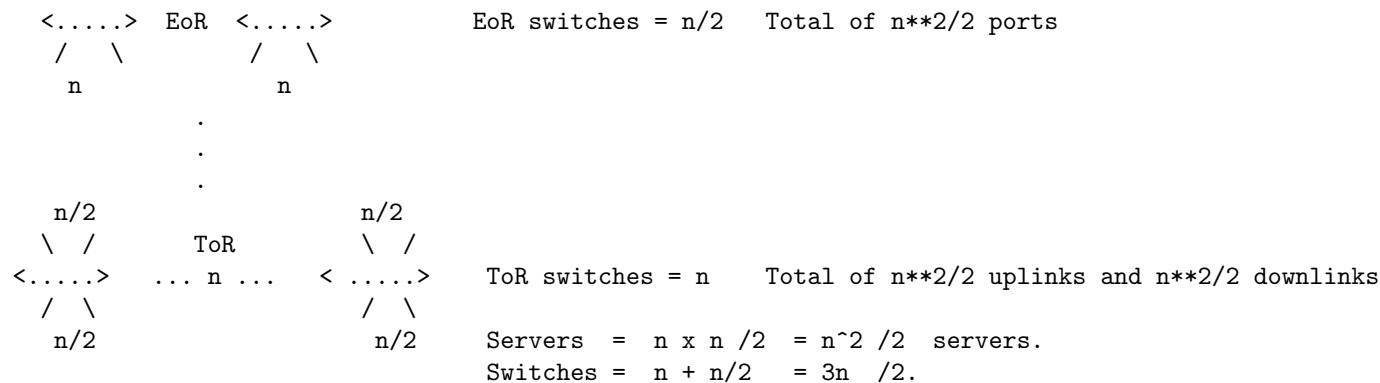 <.....> EoR <.....> EoR switches = n/2 Total of n**2/2 ports
/ \ / \
n n
.
.
.
n/2 n/2
\ / ToR \ /
<.....> ... n ... < .....> ToR switches = n Total of n**2/2 uplinks and n**2/2 downlinks
/ \ / \
n/2 n/2 Servers = n x n /2 = n^2 /2 servers.
Switches = n + n/2 = 3n /2.